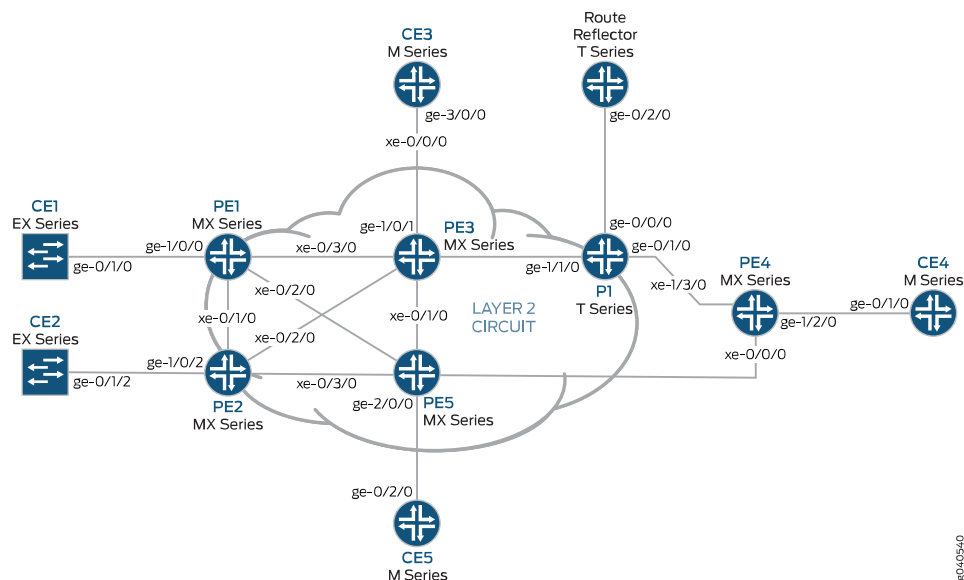 CE3
M Series
ge-3/0/0
xe-0/0/0
Route
Reflector
T Series
ge-0/2/0
CE1
EX Series
ge-0/1/0
PE1
MX Series
ge-1/0/0
xe-0/3/0
ge-1/0/1
PE3
MX Series
ge-0/0/0
ge-0/1/0
ge-1/1/0
P1
T Series
xe-1/3/0
PE4
MX Series
ge-1/2/0
xe-0/0/0
CE4
M Series
ge-0/1/0
xe-0/2/0
xe-0/1/0
xe-0/2/0
xe-0/1/0
LAYER 2
CIRCUIT
CE2
EX Series
ge-0/1/2
ge-1/0/2
PE2
MX Series
xe-0/3/0
ge-2/0/0
PE5
MX Series
ge-0/2/0
CE5
M Series
g040540